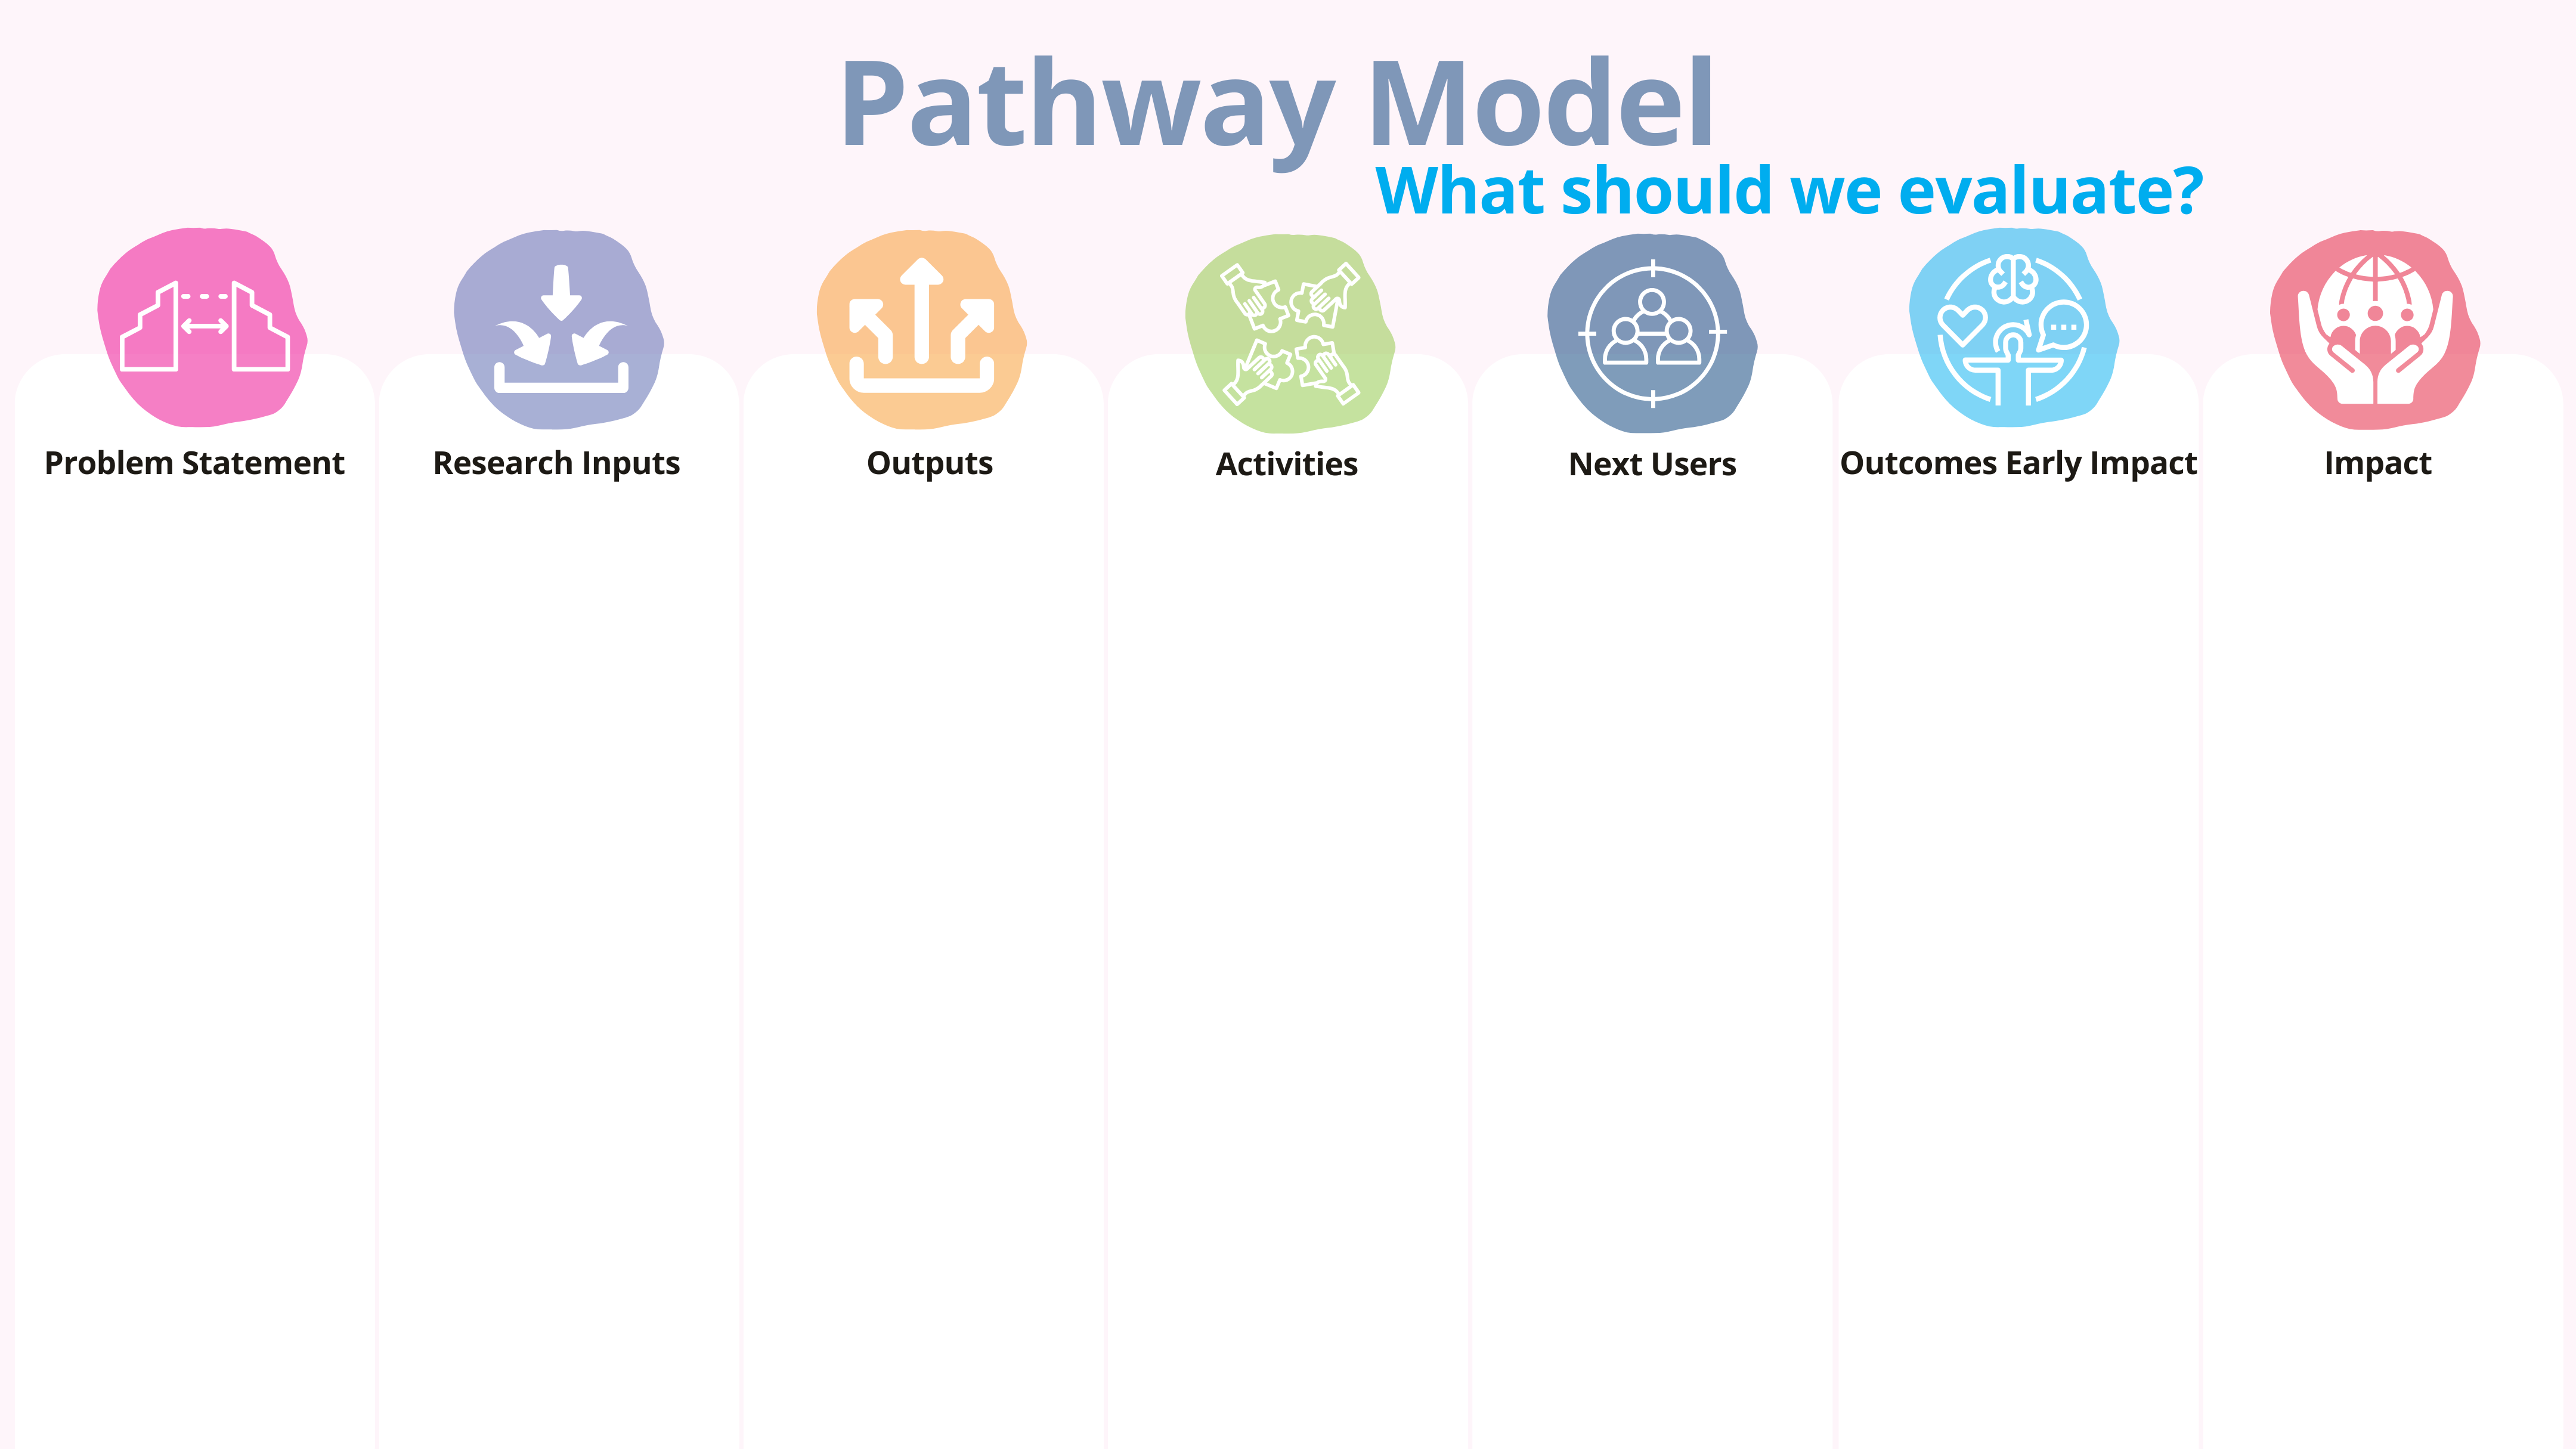 Pathway Model
What should we evaluate?
Problem Statement
Research Inputs
Outputs
Activities
Next Users
Outcomes Early Impact
Impact